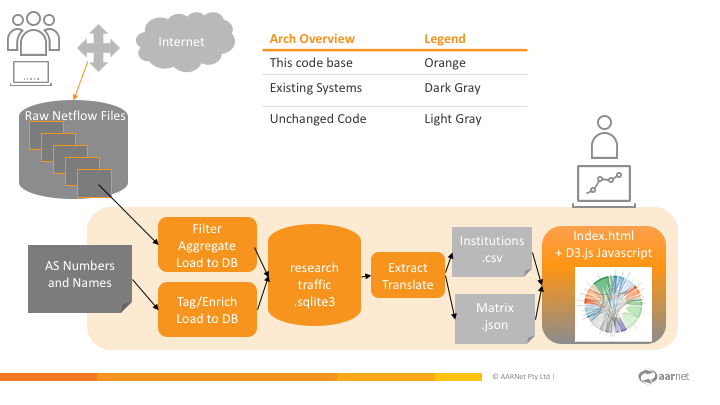 Internet
Arch Overview Legend
This code base Orange
Existing Systems Dark Gray
Unchanged Code Light Gray
Raw Netflow Files
AS Numbers
and Names
Filter
Aggregate
Load to DB
Tag/Enrich
Load to DB
research
traffic
.sqlite3
Extract
Translate
Institutions
.csv
Matrix
.json
Index.html
+ D3.js Javascript
© AARNet Pty Ltd |
aarnet